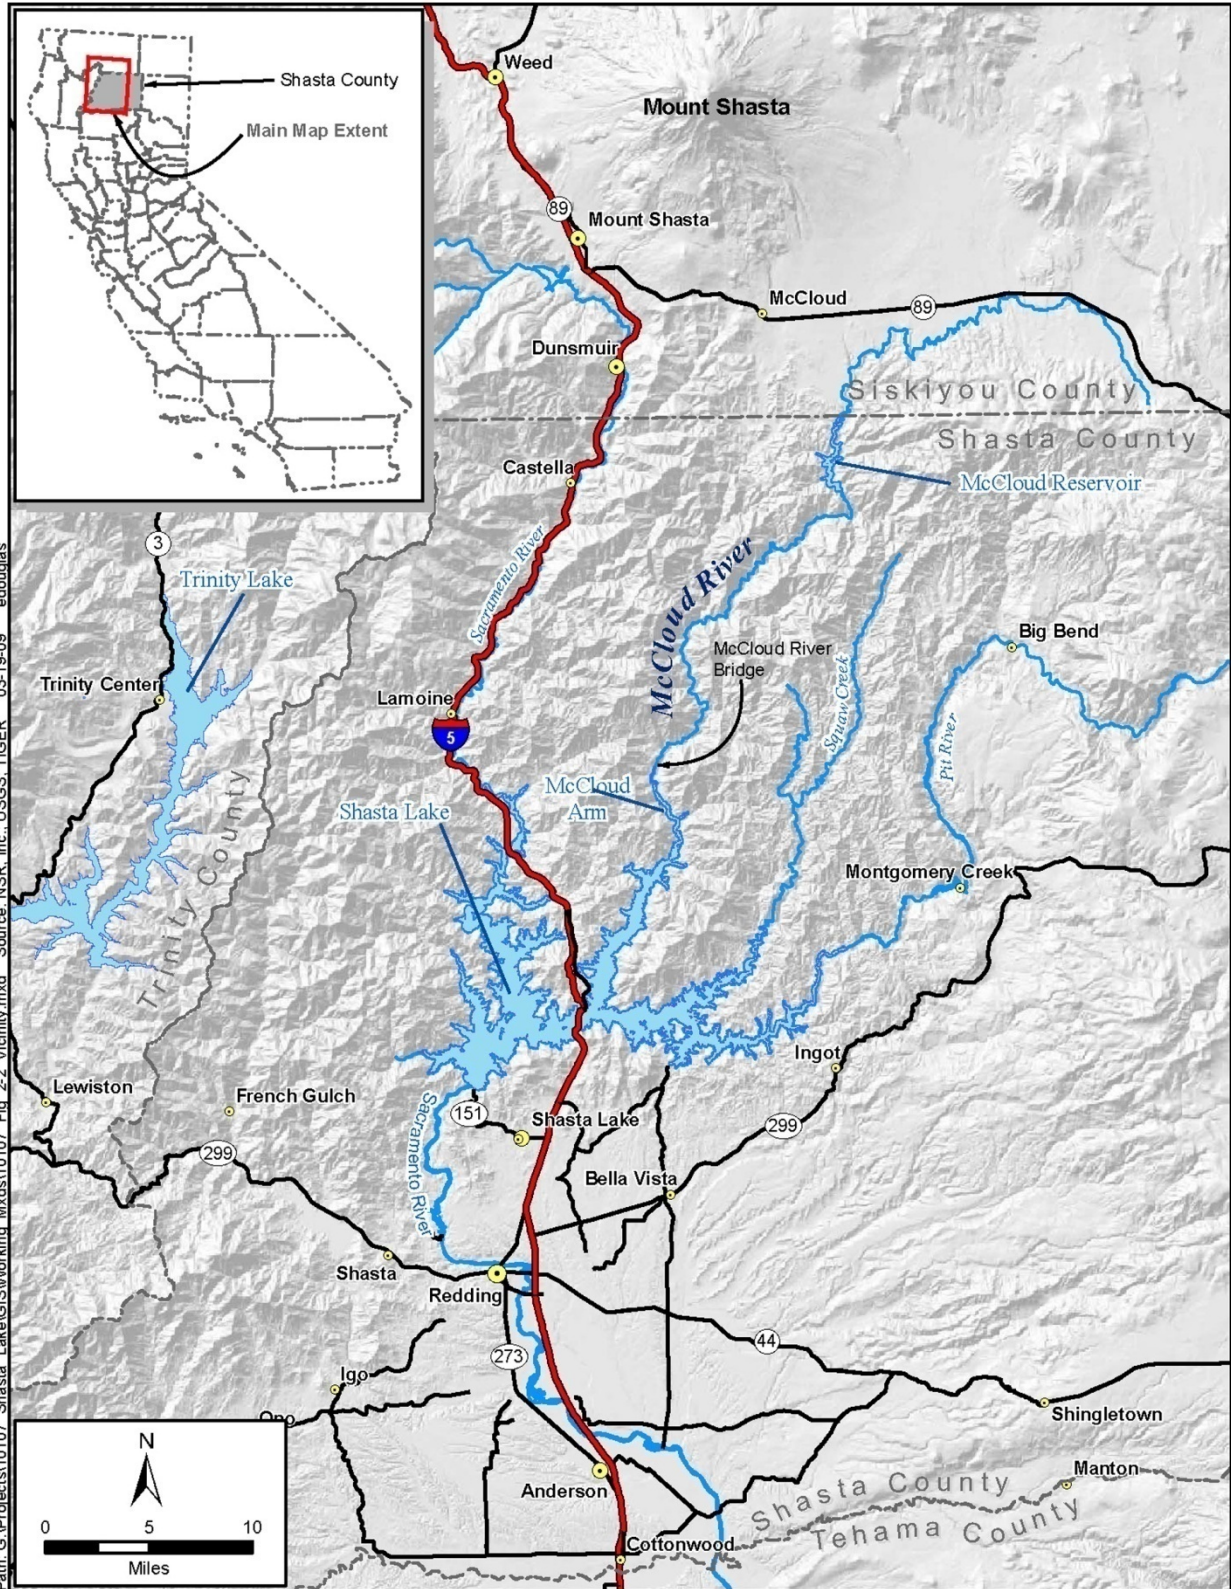 Shasta County
Main Map Extent
Weed
Mount Shasta
89
Mount Shasta
McCloud
89
Dunsmuir
Siskiyou County
Shasta County
Castella
McCloud Reservoir
3
Trinity Lake
Sacramento River
McCloud River
McCloud River
Bridge
Big Bend
Trinity Center
Lamoine
5
Squaw Creek
Pit River
McCloud
Arm
Shasta Lake
Trinity County
Montgomery Creek
Ingot
Lewiston
French Gulch
151
Shasta Lake
299
299
Sacramento River
Bella Vista
Shasta
Redding
273
44
Igo
Ono
Shingletown
N
0 5 10
Miles
Anderson
Shasta County
Tehama County
Manton
Cottonwood